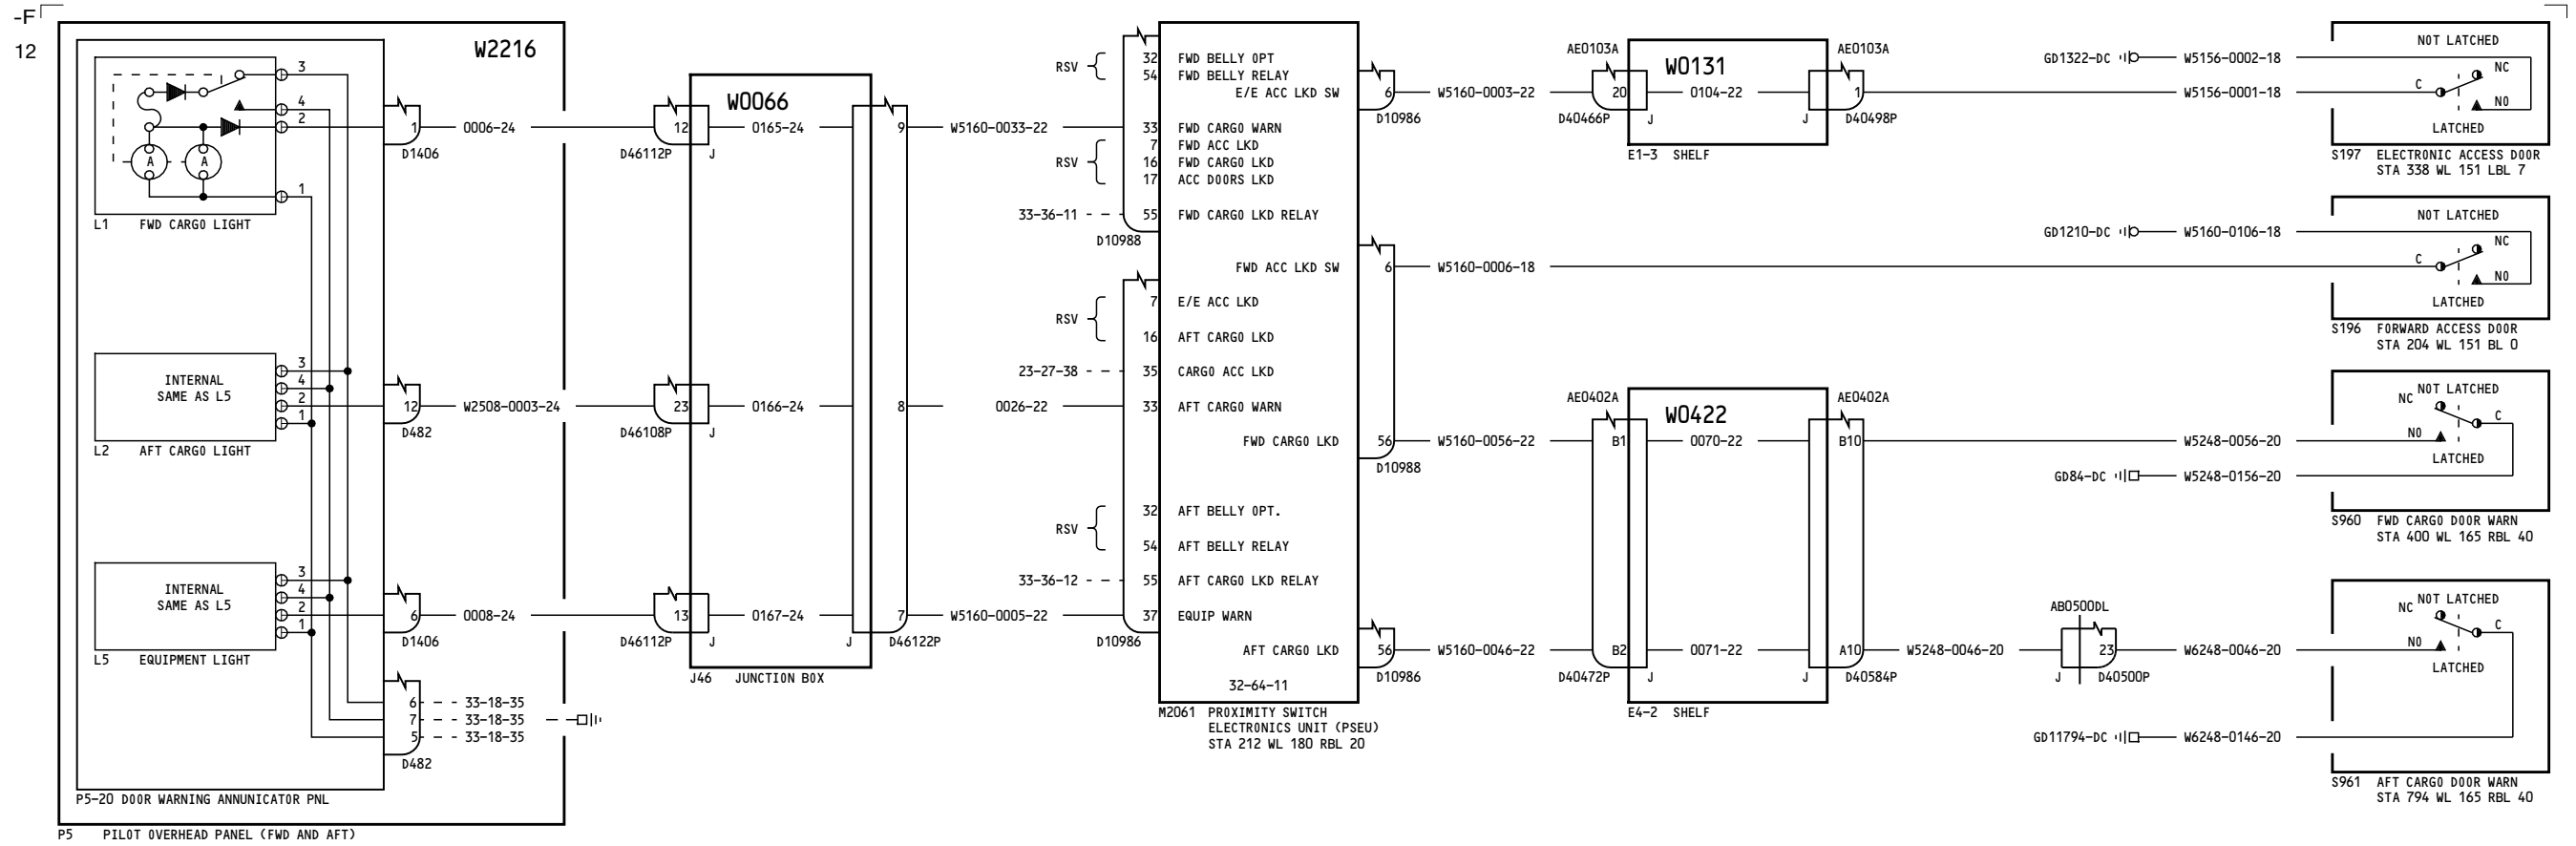 -F
12
W2216
3
4
2
1
A
A
L1 FWD CARGO LIGHT
1
D1406
0006-24
INTERNAL
SAME AS L5
3
4
2
1
L2 AFT CARGO LIGHT
12
D482
W2508-0003-24
INTERNAL
SAME AS L5
3
4
2
1
L5 EQUIPMENT LIGHT
6
D1406
0008-24
6
7
5
D482
33-18-35
33-18-35
33-18-35
P5-20 DOOR WARNING ANNUNICATOR PNL
P5 PILOT OVERHEAD PANEL (FWD AND AFT)
W0066
12
D46112P
J
0165-24
9
W5160-0033-22
23
D46108P
J
0166-24
8
0026-22
13
D46112P
J
0167-24
7
J
D46122P
W5160-0005-22
J46 JUNCTION BOX
RSV
32 FWD BELLY OPT
54 FWD BELLY RELAY
E/E ACC LKD SW
33 FWD CARGO WARN
RSV
7 FWD ACC LKD
16 FWD CARGO LKD
17 ACC DOORS LKD
33-36-11
55 FWD CARGO LKD RELAY
D10988
FWD ACC LKD SW
RSV
7 E/E ACC LKD
16 AFT CARGO LKD
23-27-38
35 CARGO ACC LKD
33 AFT CARGO WARN
FWD CARGO LKD
RSV
32 AFT BELLY OPT.
54 AFT BELLY RELAY
33-36-12
55 AFT CARGO LKD RELAY
37 EQUIP WARN
D10986
AFT CARGO LKD
32-64-11
M2061 PROXIMITY SWITCH
ELECTRONICS UNIT (PSEU)
STA 212 WL 180 RBL 20
6
D10986
W5160-0003-22
6
W5160-0006-18
56
D10988
W5160-0056-22
56
D10986
W5160-0046-22
AE0103A
20
D40466P
J
W0131
0104-22
AE0103A
1
J
D40498P
E1-3 SHELF
AE0402A
B1
B2
D40472P
J
W0422
0070-22
0071-22
AE0402A
B10
A10
J
D40584P
E4-2 SHELF
W5248-0046-20
AB0500DL
23
J
D40500P
GD1322-DC
W5156-0002-18
W5156-0001-18
NOT LATCHED
NC
C
NO
LATCHED
S197 ELECTRONIC ACCESS DOOR
STA 338 WL 151 LBL 7
GD1210-DC
W5160-0106-18
NOT LATCHED
NC
C
NO
LATCHED
S196 FORWARD ACCESS DOOR
STA 204 WL 151 BL 0
W5248-0056-20
GD84-DC
W5248-0156-20
NOT LATCHED
NC
C
NO
LATCHED
S960 FWD CARGO DOOR WARN
STA 400 WL 165 RBL 40
W6248-0046-20
GD11794-DC
W6248-0146-20
NOT LATCHED
NC
C
NO
LATCHED
S961 AFT CARGO DOOR WARN
STA 794 WL 165 RBL 40